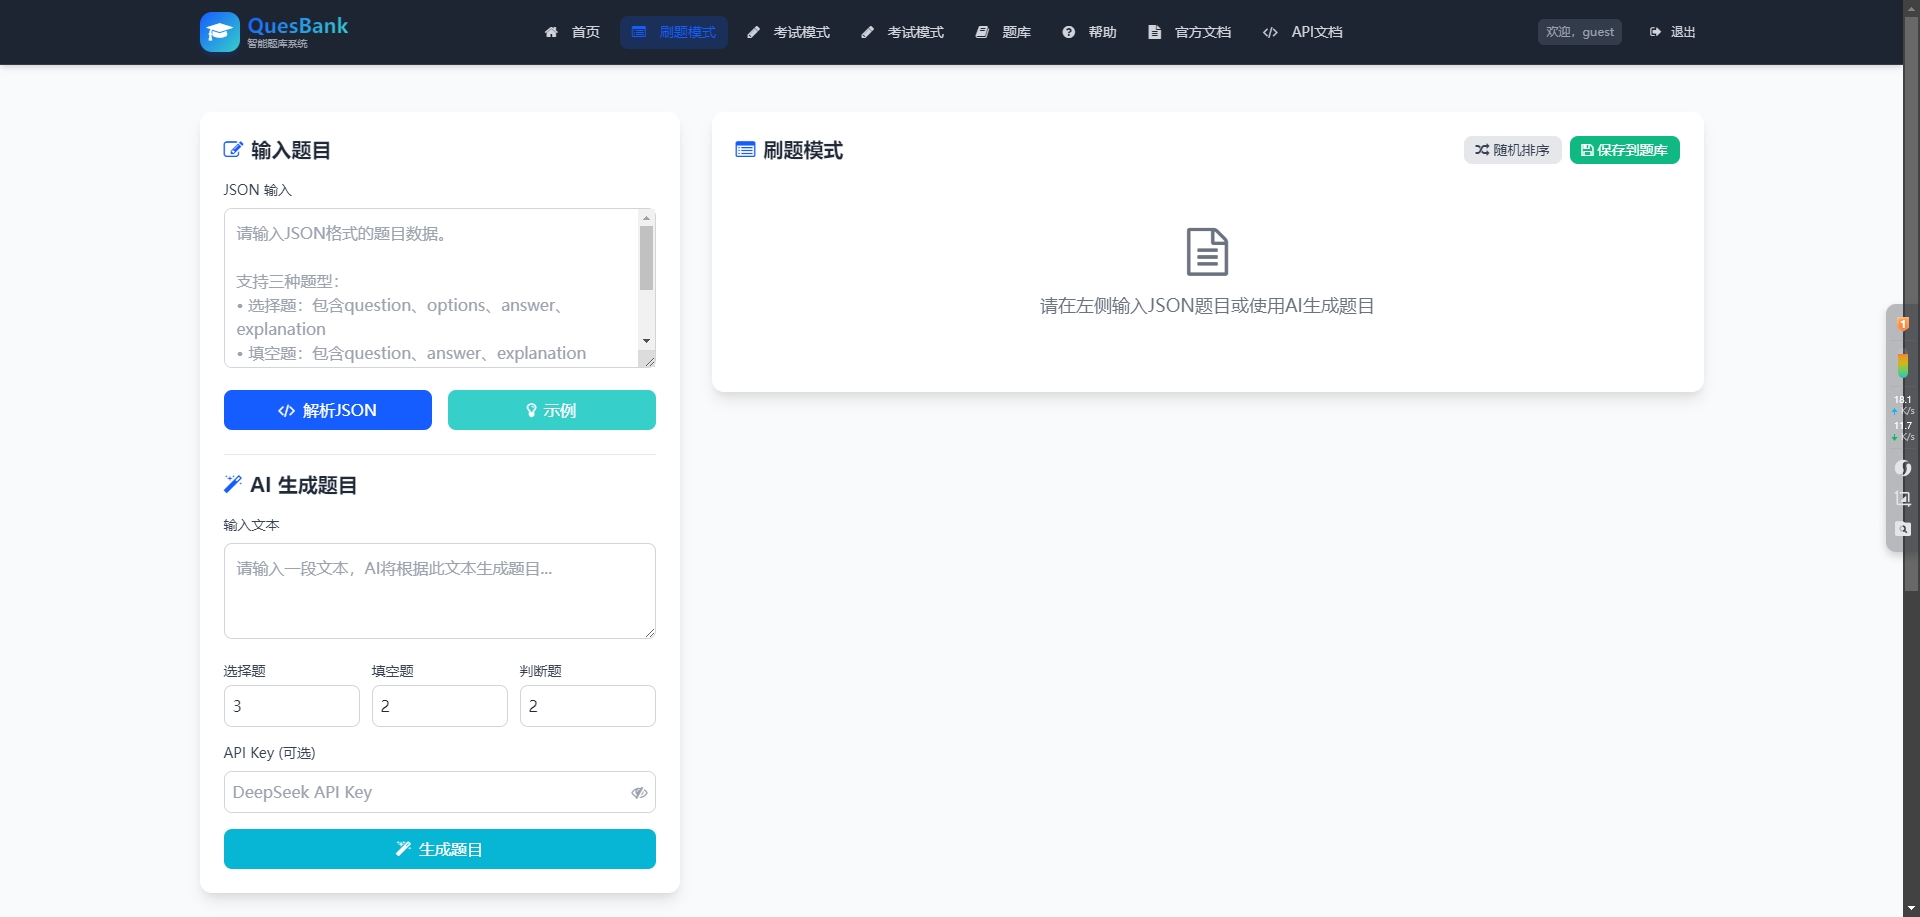 QuesBank
智能题库系统
首页
刷题模式
考试模式
考试模式
题库
帮助
官方文档
API文档
欢迎，guest
退出
输入题目
JSON 输入
请输入JSON格式的题目数据。
支持三种题型：
• 选择题：包含question、options、answer、
explanation
• 填空题：包含question、answer、explanation
解析JSON
示例
AI 生成题目
输入文本
请输入一段文本，AI将根据此文本生成题目...
选择题
填空题
判断题
3
2
2
API Key (可选)
DeepSeek API Key
生成题目
刷题模式
随机排序
保存到题库
请在左侧输入JSON题目或使用AI生成题目
1
18.1
K/s
11.7
K/s